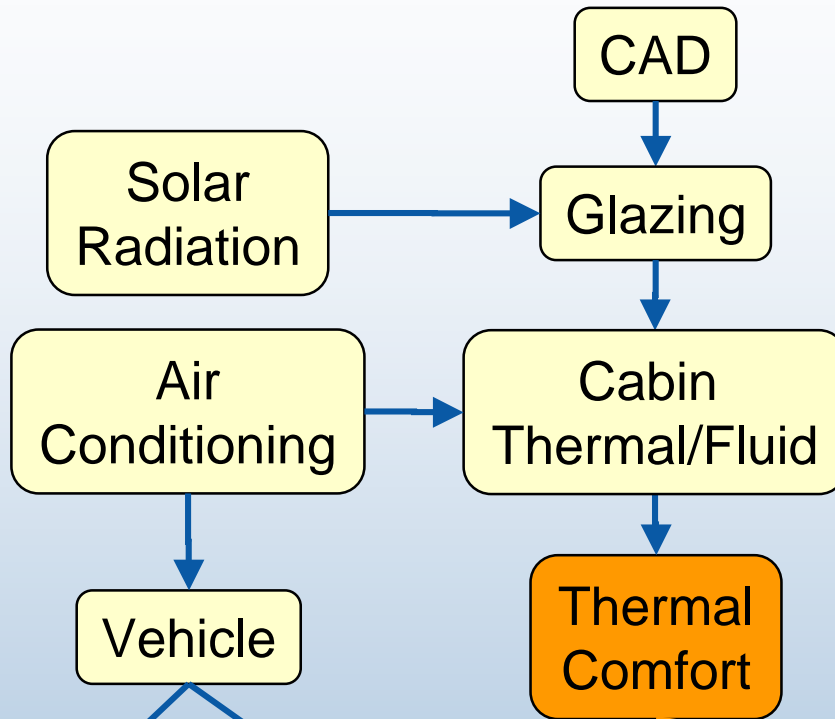 CAD
Solar
Radiation
Glazing
Air
Conditioning
Cabin
Thermal/Fluid
Vehicle
Thermal
Comfort